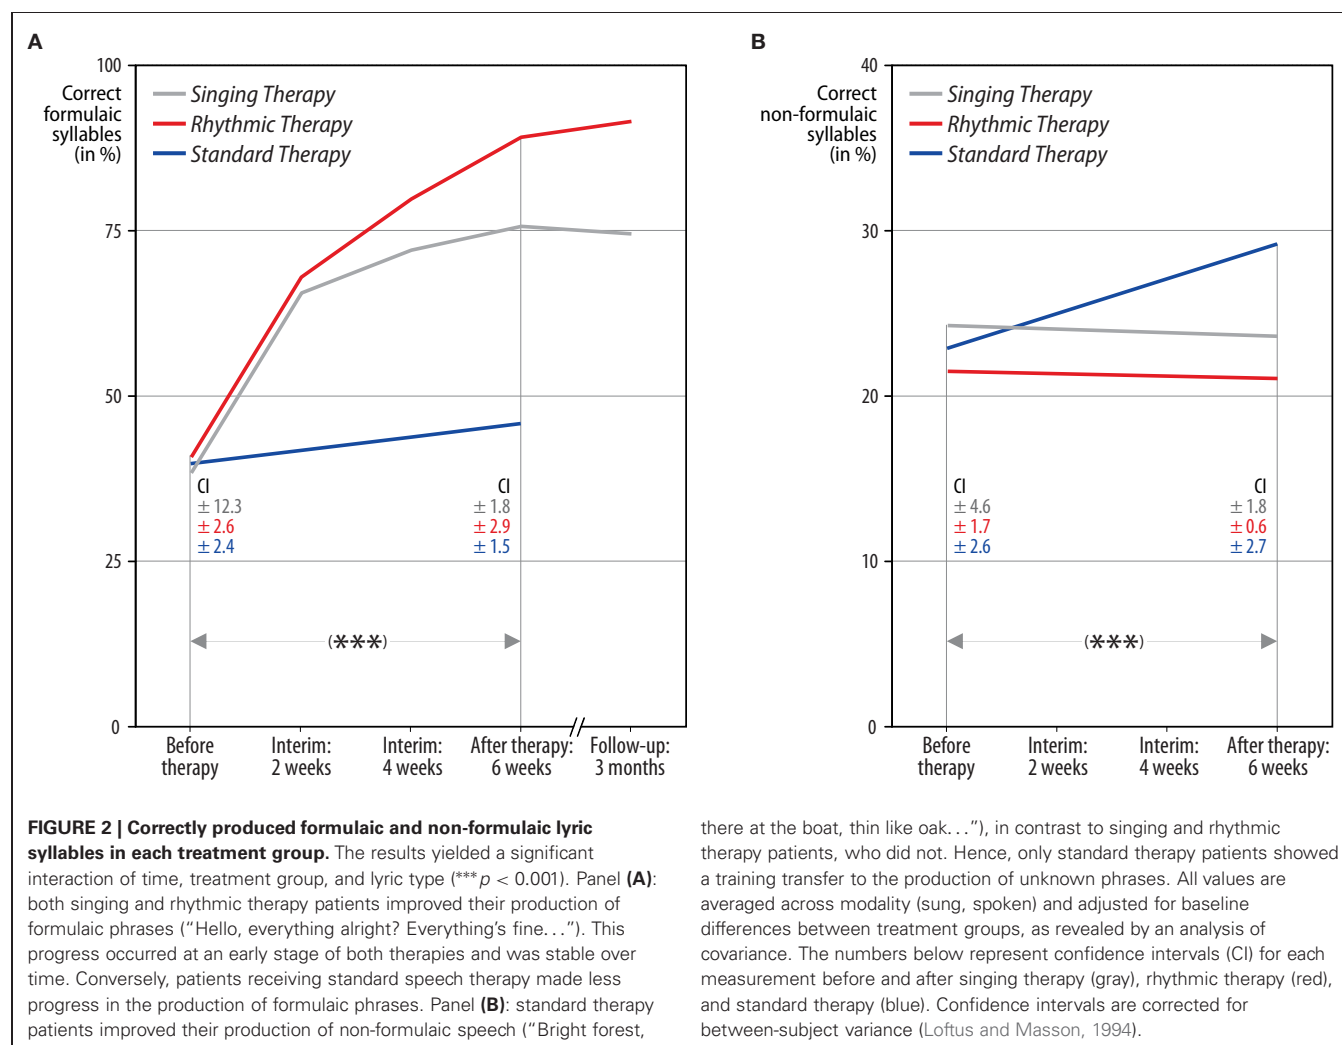 A
100
Correct
formulaic
syllables
(in %)
75
50
25
0
Singing Therapy
Rhythmic Therapy
Standard Therapy
CI
± 12.3
± 2.6
± 2.4
CI
± 1.8
± 2.9
± 1.5
(***)
Before
therapy
Interim:
2 weeks
Interim:
4 weeks
After therapy:
6 weeks
Follow-up:
3 months
B
40
Correct
non-formulaic
syllables
(in %)
30
20
10
0
Singing Therapy
Rhythmic Therapy
Standard Therapy
CI
± 4.6
± 1.7
± 2.6
CI
± 1.8
± 0.6
± 2.7
(***)
Before
therapy
Interim:
2 weeks
Interim:
4 weeks
After therapy:
6 weeks
FIGURE 2 | Correctly produced formulaic and non-formulaic lyric
syllables in each treatment group. The results yielded a significant
interaction of time, treatment group, and lyric type (***p < 0.001). Panel (A):
both singing and rhythmic therapy patients improved their production of
formulaic phrases (“Hello, everything alright? Everything’s fine. . .”). This
progress occurred at an early stage of both therapies and was stable over
time. Conversely, patients receiving standard speech therapy made less
progress in the production of formulaic phrases. Panel (B): standard therapy
patients improved their production of non-formulaic speech (“Bright forest,
there at the boat, thin like oak. . .”), in contrast to singing and rhythmic
therapy patients, who did not. Hence, only standard therapy patients showed
a training transfer to the production of unknown phrases. All values are
averaged across modality (sung, spoken) and adjusted for baseline
differences between treatment groups, as revealed by an analysis of
covariance. The numbers below represent confidence intervals (CI) for each
measurement before and after singing therapy (gray), rhythmic therapy (red),
and standard therapy (blue). Confidence intervals are corrected for
between-subject variance (Loftus and Masson, 1994).